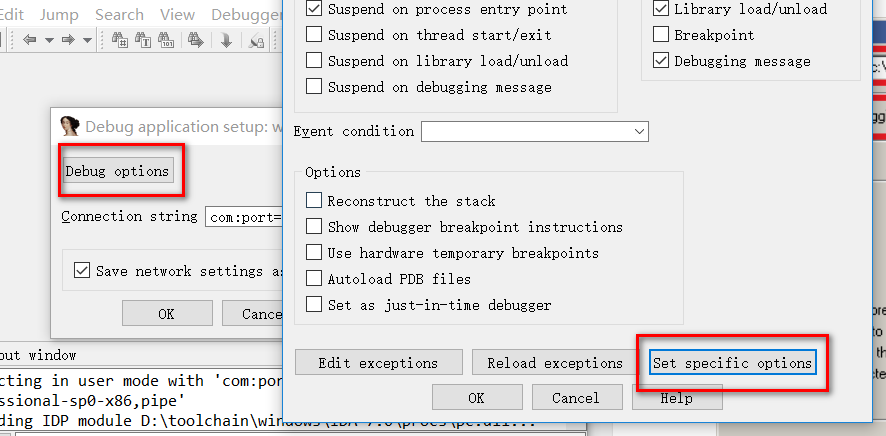 Edit Jump Search View Debugger
Debug application setup: w
Debug options
Connection string com:port=
Save network settings as
OK Cance
out window
cting in user mode with 'com:por
ssional-sp0-x86,pipe'
ding IDP module D:\toolchain\windows\IDA 7.0\procs\pc.dll...
Suspend on process entry point
Suspend on thread start/exit
Suspend on library load/unload
Suspend on debugging message
Library load/unload
Breakpoint
Debugging message
Event condition
Options
Reconstruct the stack
Show debugger breakpoint instructions
Use hardware temporary breakpoints
Autoload PDB files
Set as just-in-time debugger
Edit exceptions Reload exceptions Set specific options
OK Cancel Help